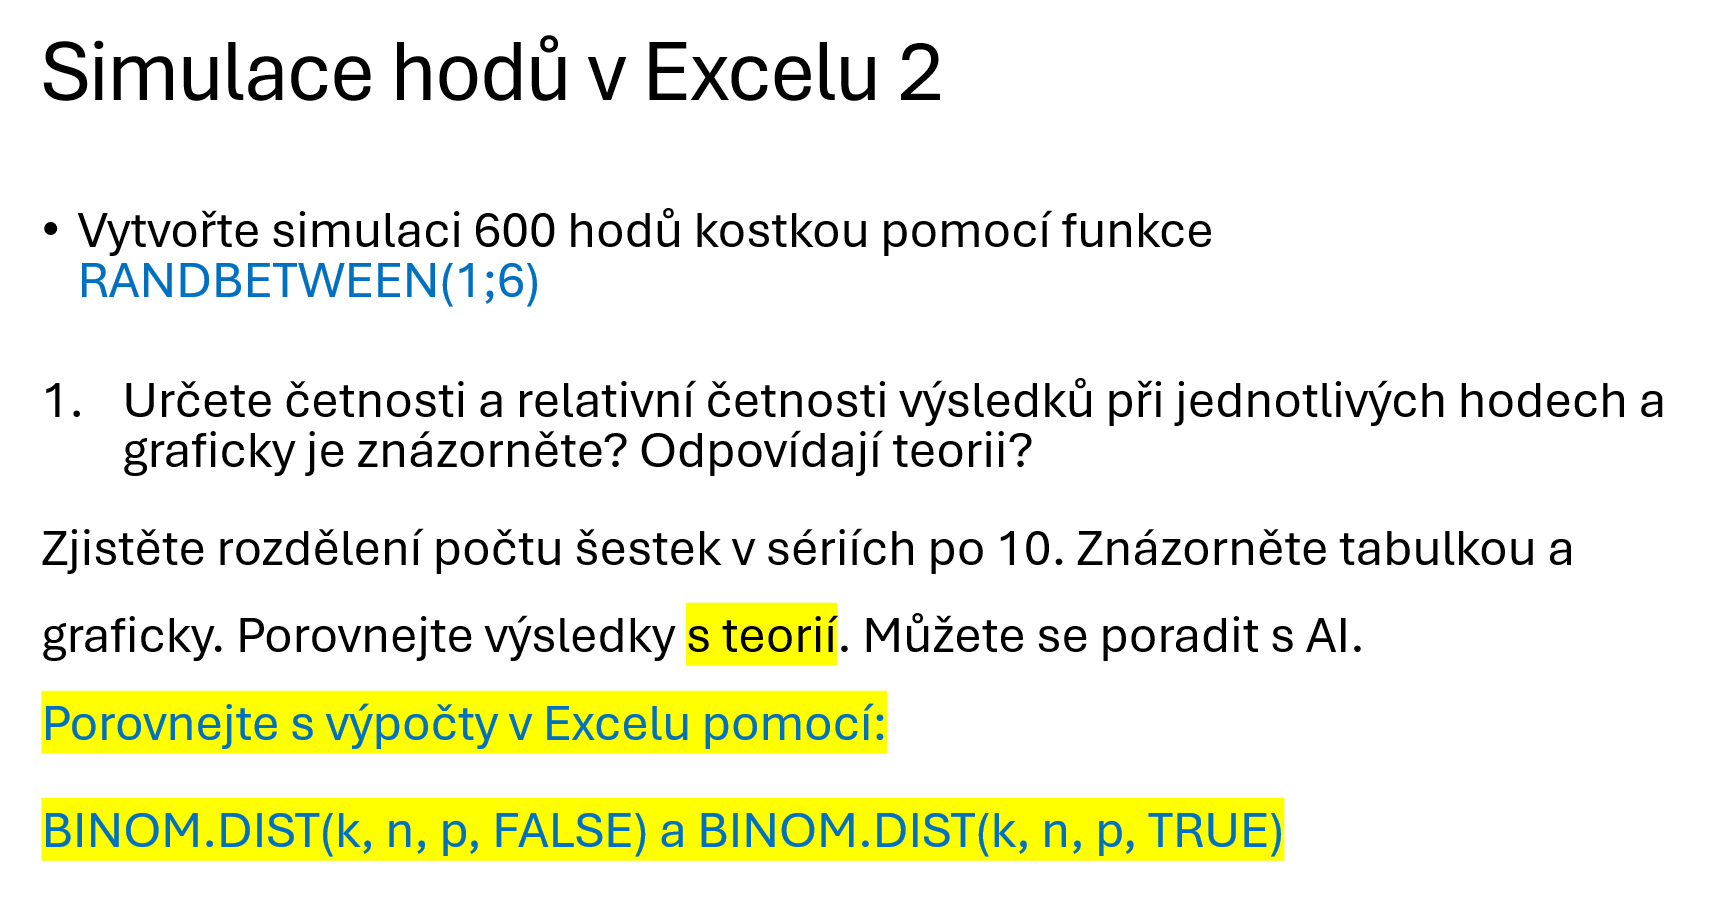 Simulace hodů v Excelu 2
• Vytvořte simulaci 600 hodů kostkou pomocí funkce
RANDBETWEEN(1;6)
1. Určete četnosti a relativní četnosti výsledků při jednotlivých hodech a
graficky je znázorněte? Odpovídají teorii?
Zjistěte rozdělení počtu šestek v sériích po 10. Znázorněte tabulkou a
graficky. Porovnejte výsledky s teorií. Můžete se poradit s AI.
Porovnejte s výpočty v Excelu pomocí:
BINOM.DIST(k, n, p, FALSE) a BINOM.DIST(k, n, p, TRUE)